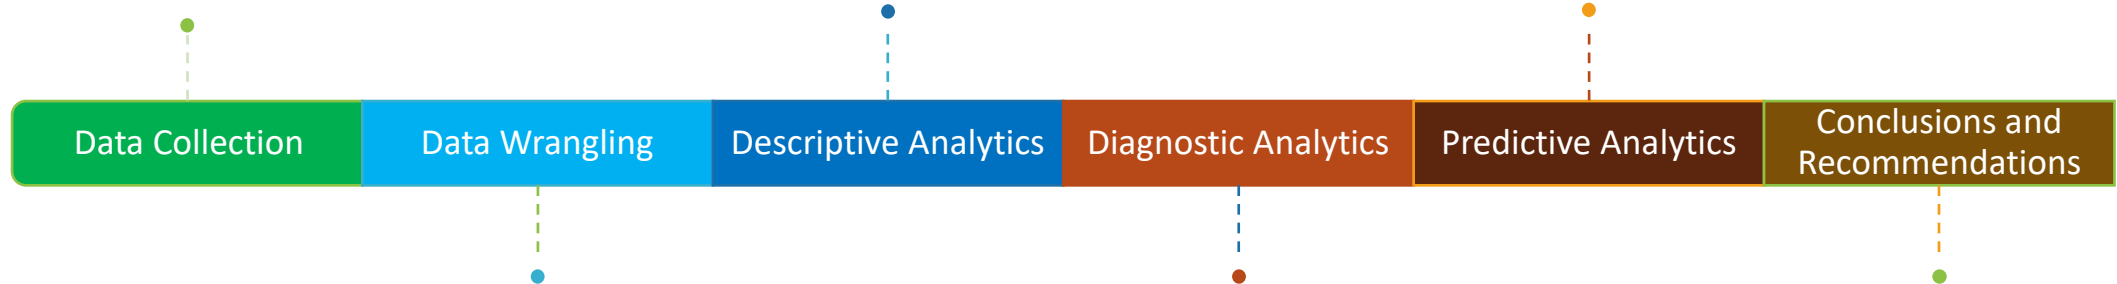 Data Collection
Data Wrangling
Descriptive Analytics
Diagnostic Analytics
Predictive Analytics
Conclusions and
Recommendations